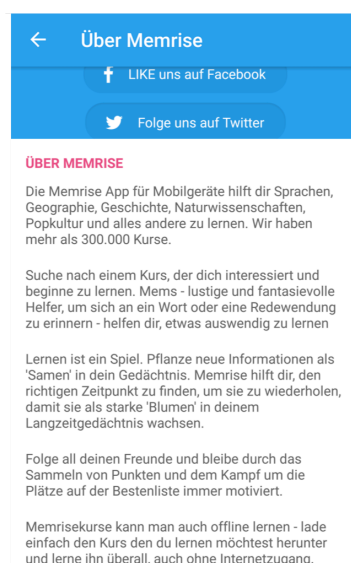 Über Memrise
LIKE uns auf Facebook
Folge uns auf Twitter
ÜBER MEMRISE
Die Memrise App für Mobilgeräte hilft dir Sprachen,
Geographie, Geschichte, Naturwissenschaften,
Popkultur und alles andere zu lernen. Wir haben
mehr als 300.000 Kurse.
Suche nach einem Kurs, der dich interessiert und
beginne zu lernen. Mems - lustige und fantasievolle
Helfer, um sich an ein Wort oder eine Redewendung
zu erinnern - helfen dir, etwas auswendig zu lernen
Lernen ist ein Spiel. Pflanze neue Informationen als
'Samen' in dein Gedächtnis. Memrise hilft dir, den
richtigen Zeitpunkt zu finden, um sie zu wiederholen,
damit sie als starke 'Blumen' in deinem
Langzeitgedächtnis wachsen.
Folge all deinen Freunde und bleibe durch das
Sammeln von Punkten und dem Kampf um die
Plätze auf der Bestenliste immer motiviert.
Memrisekurse kann man auch offline lernen - lade
einfach den Kurs den du lernen möchtest herunter
und lerne ihn überall, auch ohne Internetzugang.